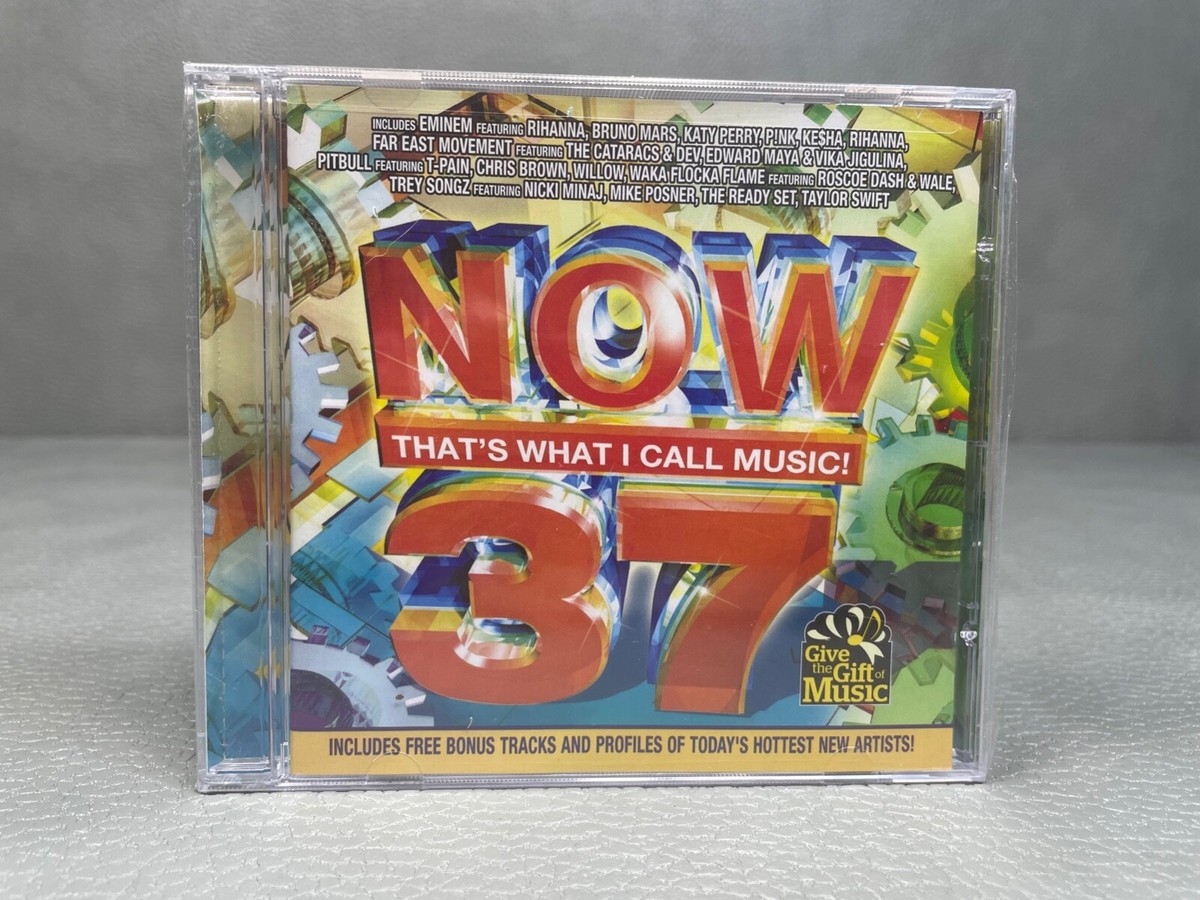 INCLUDES EMINEM FEATURING RIHANNA, BRUNO MARS, KATY PERRY, P!NK, KE$HA, RIHANNA,
FAR EAST MOVEMENT FEATURING THE CATARACS & DEV, EDWARD MAYA & VIKA JIGULINA,
PITBULL FEATURING T-PAIN, CHRIS BROWN, WILLOW, WAKA FLOCKA FLAME FEATURING ROSCOE DASH & WALE,
TREY SONGZ FEATURING NICKI MINAJ, MIKE POSNER, THE READY SET, TAYLOR SWIFT
NOW
THAT'S WHAT I CALL MUSIC!
37
Give
the Gift of
Music
INCLUDES FREE BONUS TRACKS AND PROFILES OF TODAY'S HOTTEST NEW ARTISTS!